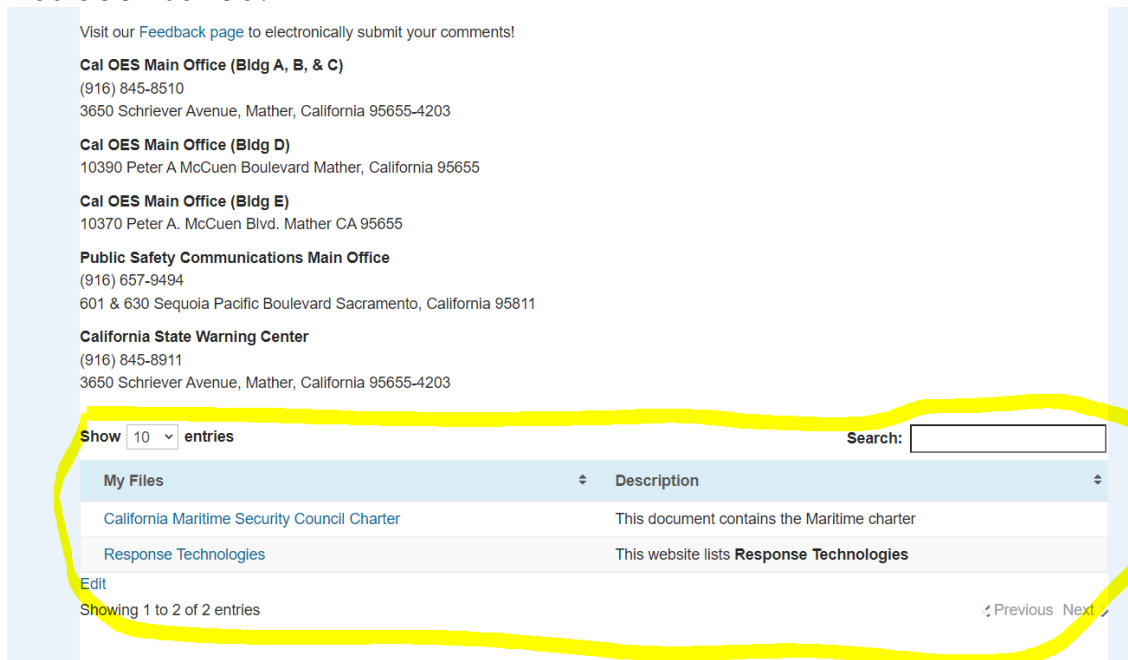 Visit our Feedback page to electronically submit your comments!
Cal OES Main Office (Bldg A, B, & C)
(916) 845-8510
3650 Schriever Avenue, Mather, California 95655-4203
Cal OES Main Office (Bldg D)
10390 Peter A McCuen Boulevard Mather, California 95655
Cal OES Main Office (Bldg E)
10370 Peter A. McCuen Blvd. Mather CA 95655
Public Safety Communications Main Office
(916) 657-9494
601 & 630 Sequoia Pacific Boulevard Sacramento, California 95811
California State Warning Center
(916) 845-8911
3650 Schriever Avenue, Mather, California 95655-4203
Show 10 entries Search:
My Files Description
California Maritime Security Council Charter This document contains the Maritime charter
Response Technologies This website lists Response Technologies
Edit
Showing 1 to 2 of 2 entries Previous Next